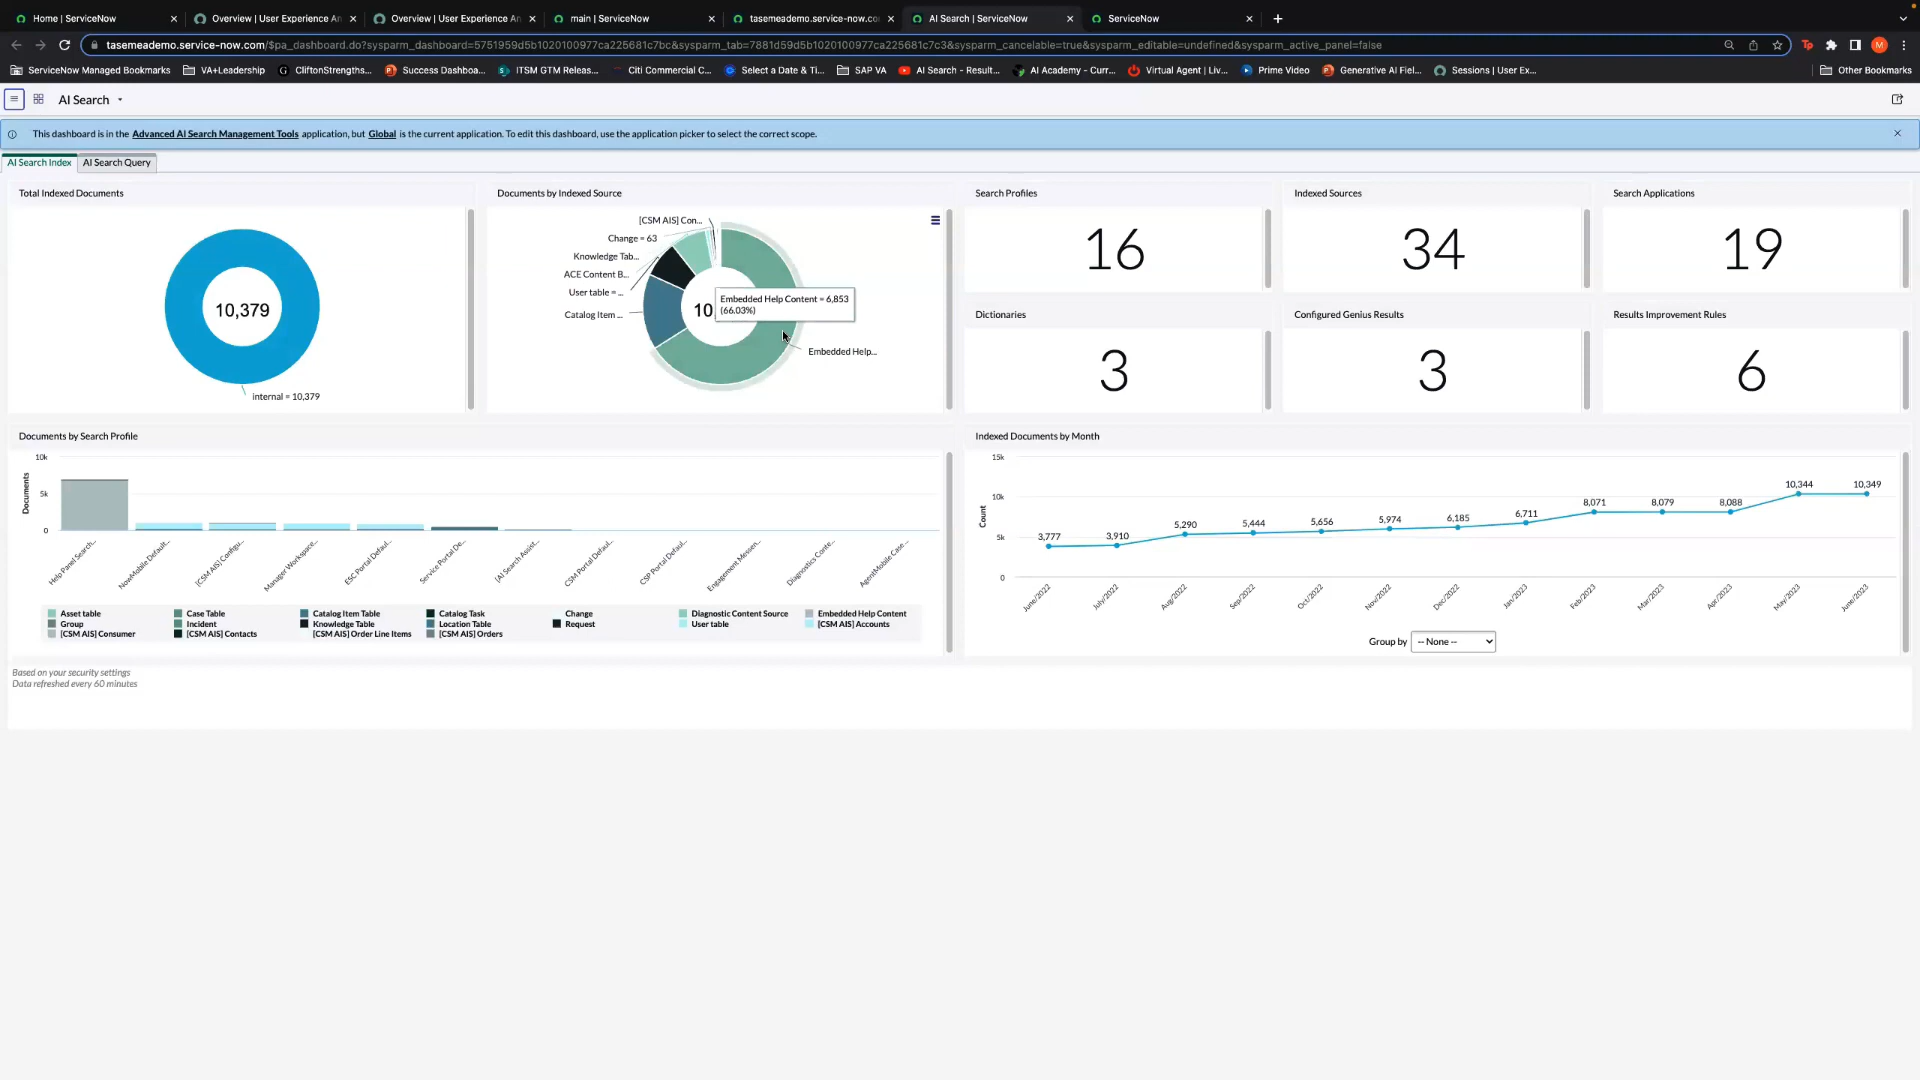 Home | ServiceNow
Overview | User Experience An
Overview | User Experience An
main | ServiceNow
tasemeademo.service-now.co
AI Search | ServiceNow
ServiceNow
tasemeademo.service-now.com/$pa_dashboard.do?sysparm_dashboard=5751959d5b1020100977ca225681c7bc&sysparm_tab=7881d59d5b1020100977ca225681c7c3&sysparm_cancelable=true&sysparm_editable=undefined&sysparm_active_panel=false
M
ServiceNow Managed Bookmarks
VA+Leadership
CliftonStrengths...
Success Dashboa...
ITSM GTM Releas...
Citi Commercial C...
Select a Date & Ti...
SAP VA
AI Search - Result...
AI Academy - Curr...
Virtual Agent | Liv...
Prime Video
Generative AI Fiel...
Sessions | User Ex...
Other Bookmarks
AI Search
This dashboard is in the Advanced AI Search Management Tools application, but Global is the current application. To edit this dashboard, use the application picker to select the correct scope.
AI Search Index
AI Search Query
Total Indexed Documents
10,379
internal = 10,379
Documents by Indexed Source
[CSM AIS] Con...
Change = 63
Knowledge Tab...
ACE Content B...
User table = ...
Catalog Item ...
10
Embedded Help Content = 6,853
(66.03%)
Embedded Help...
Search Profiles
16
Indexed Sources
34
Search Applications
19
Dictionaries
3
Configured Genius Results
3
Results Improvement Rules
6
Documents by Search Profile
Documents
10k
5k
0
Help Panel Search...
NowMobile Default...
[CSM AIS] Configu...
Manager Workspace...
ESC Portal Defaul...
Service Portal De...
[AI Search Assist...
CSM Portal Defaul...
CSP Portal Defaul...
Engagement Messen...
Diagnostics Conte...
AgentMobile Case ...
Asset table
Case Table
Catalog Item Table
Catalog Task
Change
Diagnostic Content Source
Embedded Help Content
Group
Incident
Knowledge Table
Location Table
Request
User table
[CSM AIS] Accounts
[CSM AIS] Consumer
[CSM AIS] Contacts
[CSM AIS] Order Line Items
[CSM AIS] Orders
Indexed Documents by Month
Count
15k
10k
5k
0
3,777
3,910
5,290
5,444
5,656
5,974
6,185
6,711
8,071
8,079
8,088
10,344
10,349
June/2022
July/2022
Aug/2022
Sep/2022
Oct/2022
Nov/2022
Dec/2022
Jan/2023
Feb/2023
Mar/2023
Apr/2023
May/2023
June/2023
Group by
-- None --
Based on your security settings
Data refreshed every 60 minutes